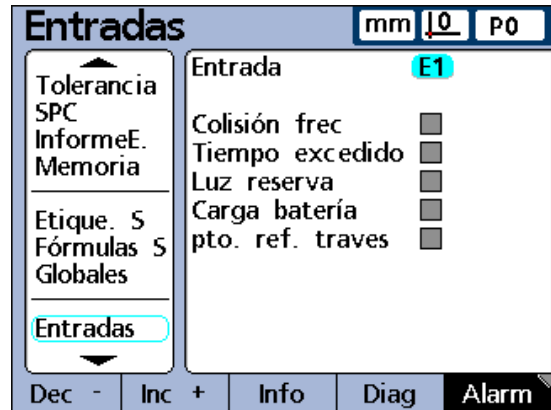 Entradas
mm 0 P0
Tolerancia
SPC
InformeE.
Memoria
Etique. S
Fórmulas S
Globales
Entradas
Entrada E1
Colisión frec
Tiempo excedido
Luz reserva
Carga batería
pto. ref. traves
Dec - Inc + Info Diag Alarm